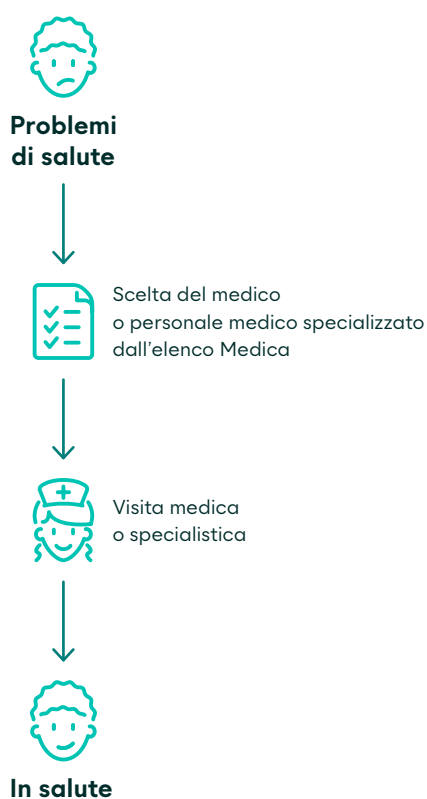 Problemi
di salute
Scelta del medico
o personale medico specializzato
dall’elenco Medica
Visita medica
o specialistica
In salute